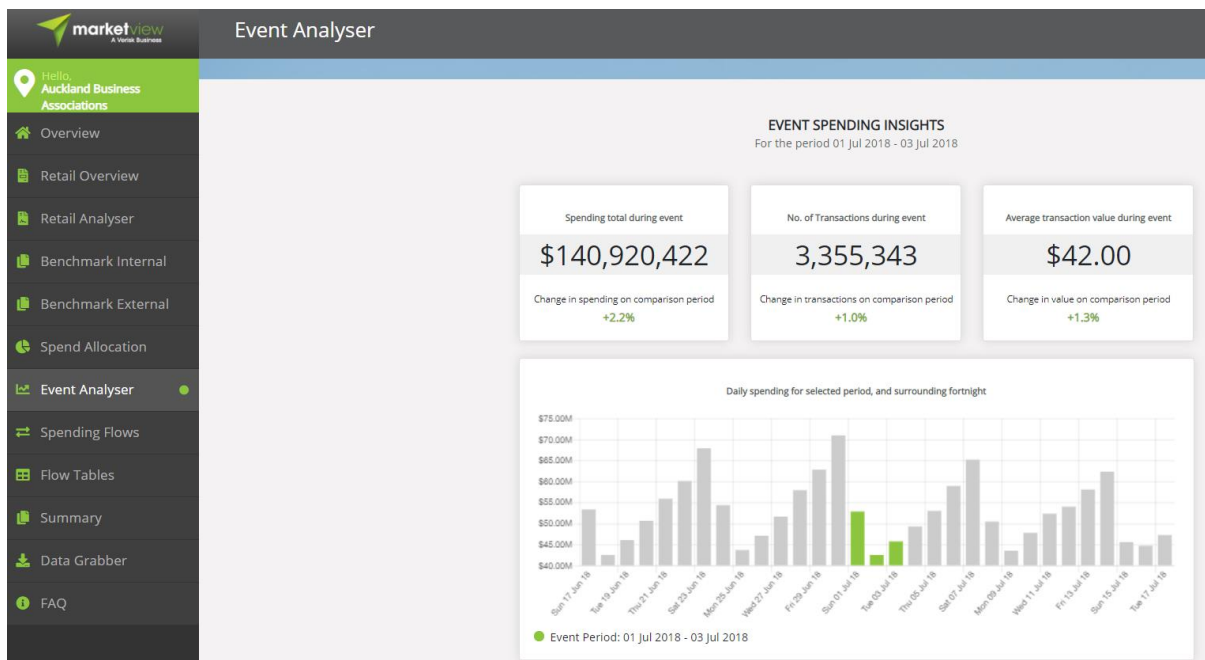 marketview
A Verisk Business
Event Analyser
Hello,
Auckland Business
Associations
Overview
Retail Overview
Retail Analyser
Benchmark Internal
Benchmark External
Spend Allocation
Event Analyser
Spending Flows
Flow Tables
Summary
Data Grabber
FAQ
EVENT SPENDING INSIGHTS
For the period 01 Jul 2018 - 03 Jul 2018
Spending total during event
$140,920,422
Change in spending on comparison period
+2.2%
No. of Transactions during event
3,355,343
Change in transactions on comparison period
+1.0%
Average transaction value during event
$42.00
Change in value on comparison period
+1.3%
Daily spending for selected period, and surrounding fortnight
$75.00M
$70.00M
$65.00M
$60.00M
$55.00M
$50.00M
$45.00M
$40.00M
Sun 17 Jun 18
Tue 19 Jun 18
Thu 21 Jun 18
Sat 23 Jun 18
Mon 25 Jun 18
Wed 27 Jun 18
Fri 29 Jun 18
Sun 01 Jul 18
Tue 03 Jul 18
Thu 05 Jul 18
Sat 07 Jul 18
Mon 09 Jul 18
Wed 11 Jul 18
Fri 13 Jul 18
Sun 15 Jul 18
Tue 17 Jul 18
Event Period: 01 Jul 2018 - 03 Jul 2018